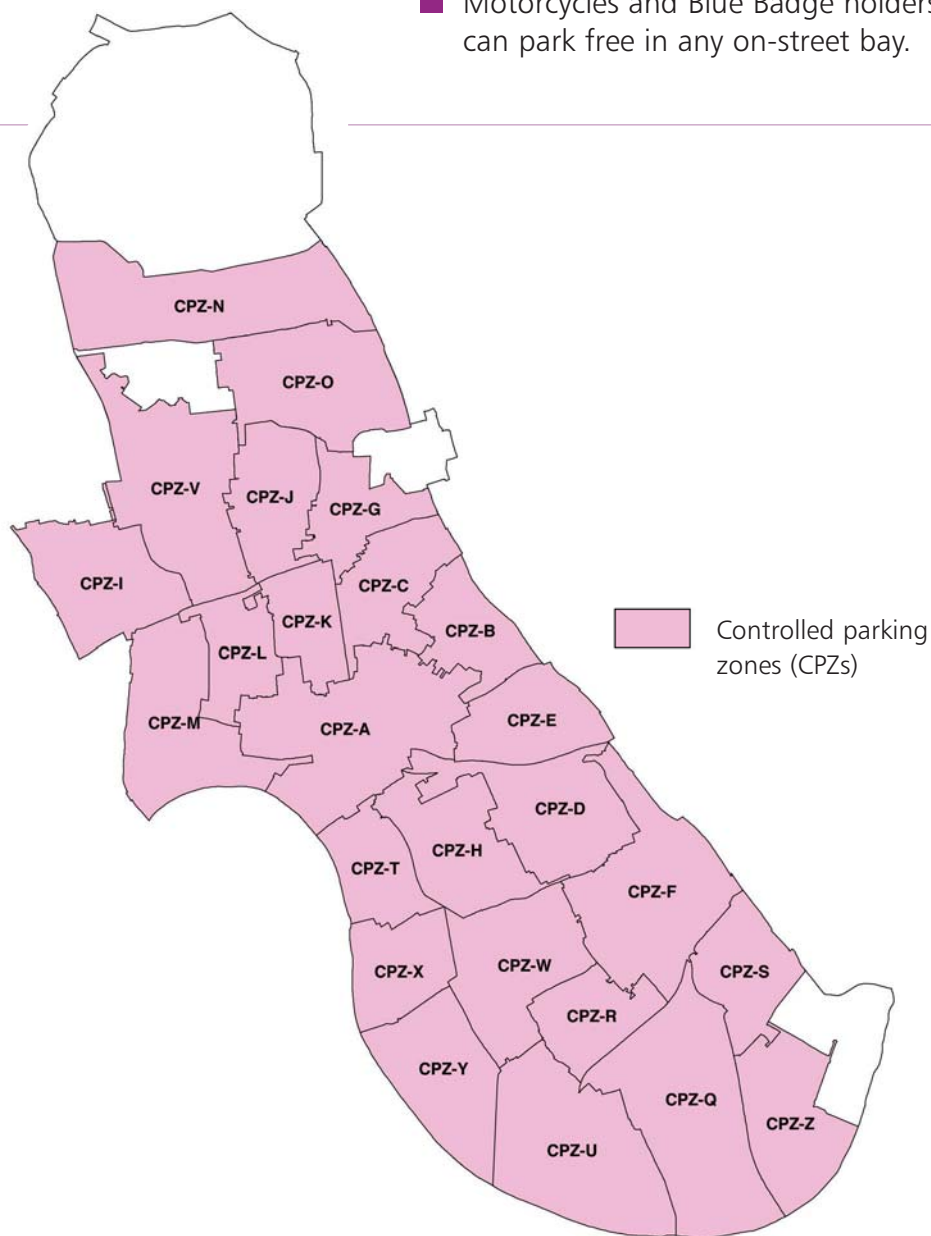 Motorcycles and Blue Badge holders
can park free in any on-street bay.
CPZ-N
CPZ-O
CPZ-V
CPZ-J
CPZ-G
CPZ-I
CPZ-C
CPZ-K
CPZ-B
CPZ-L
CPZ-M
CPZ-A
CPZ-E
CPZ-D
CPZ-H
CPZ-T
CPZ-F
CPZ-X
CPZ-W
CPZ-S
CPZ-R
CPZ-Y
CPZ-Q
CPZ-Z
CPZ-U
Controlled parking
zones (CPZs)